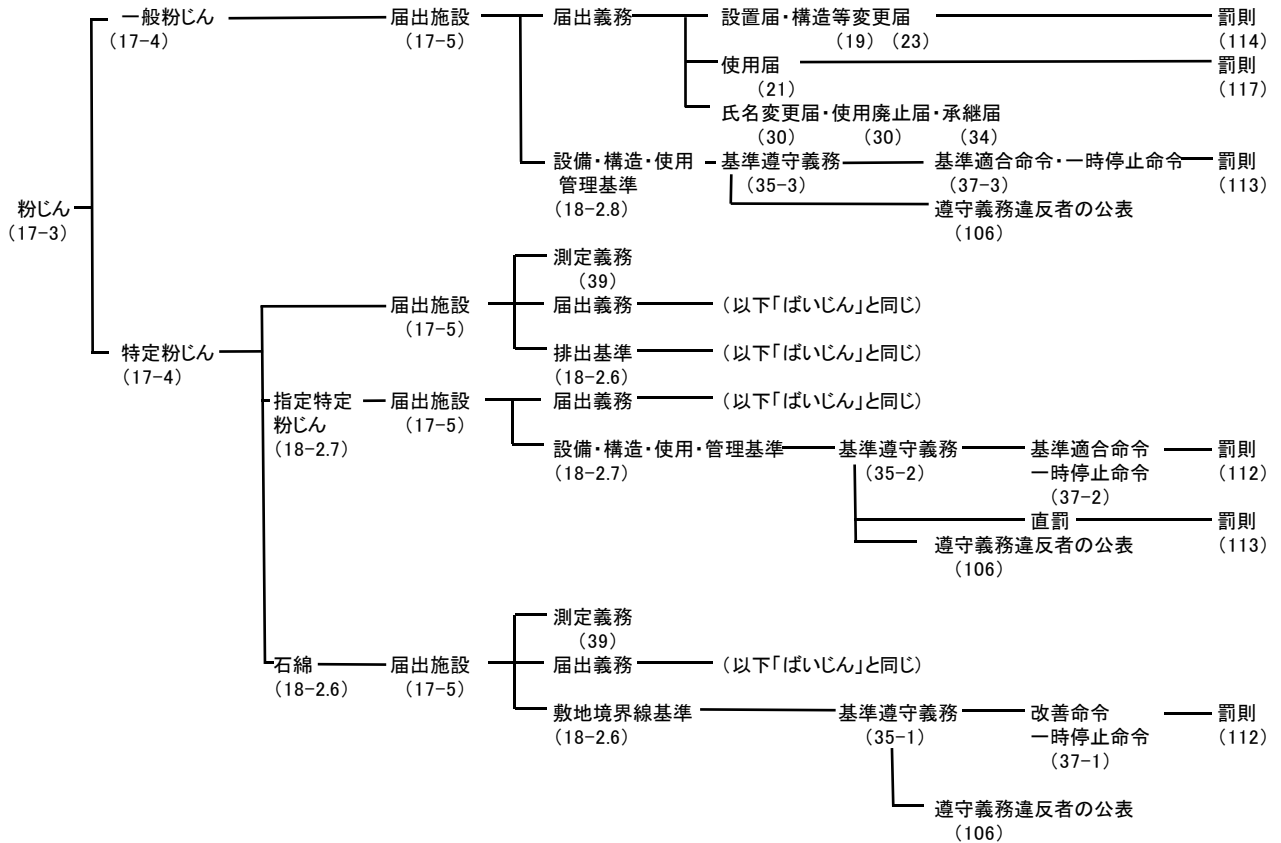 一般粉じん 届出施設 届出義務 設置届・構造等変更届 罰則
(17-4) (17-5) (19) (23) (114)
使用届 罰則
(21) (117)
氏名変更届・使用廃止届・承継届
(30) (30) (34)
設備・構造・使用 基準遵守義務 基準適合命令・一時停止命令 罰則
管理基準 (35-3) (37-3) (113)
(18-2.8)
粉じん 遵守義務違反者の公表
(17-3) (106)
測定義務
(39)
届出施設 届出義務 (以下「ばいじん」と同じ)
(17-5)
特定粉じん 排出基準 (以下「ばいじん」と同じ)
(17-4) (18-2.6)
指定特定 届出施設 届出義務 (以下「ばいじん」と同じ)
粉じん (17-5)
(18-2.7) 設備・構造・使用・管理基準 基準遵守義務 基準適合命令 罰則
(18-2.7) (35-2) 一時停止命令 (112)
(37-2)
直罰 罰則
遵守義務違反者の公表 (113)
(106)
測定義務
(39)
石綿 届出施設 届出義務 (以下「ばいじん」と同じ)
(18-2.6) (17-5)
敷地境界線基準 基準遵守義務 改善命令 罰則
(18-2.6) (35-1) 一時停止命令 (112)
(37-1)
遵守義務違反者の公表
(106)